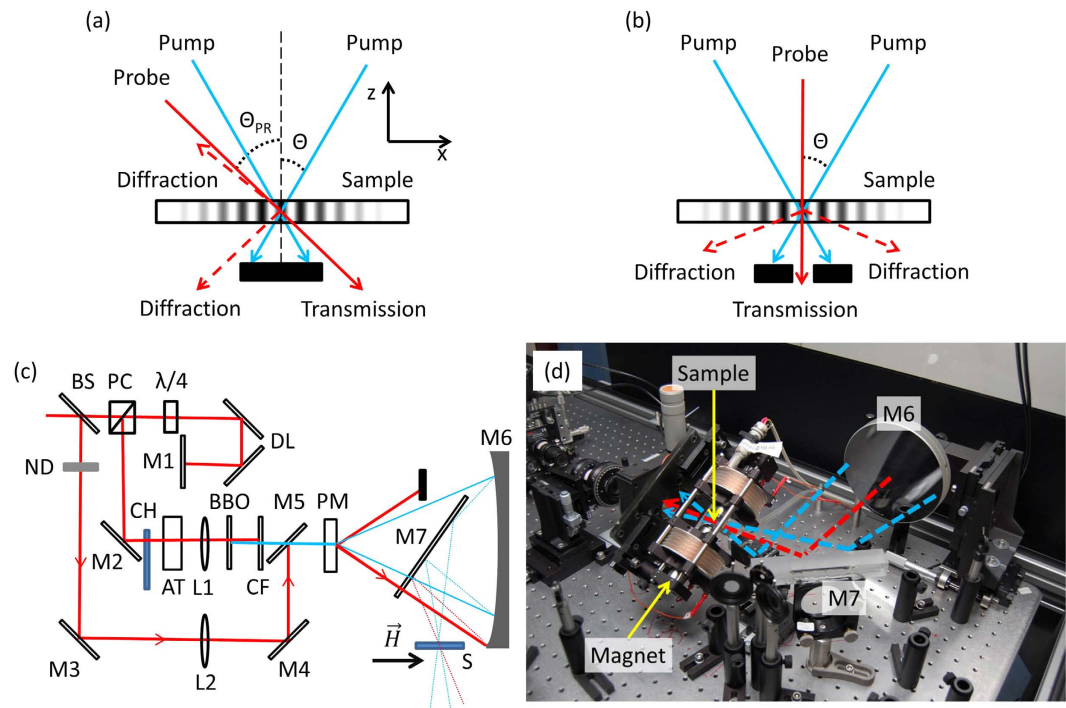 (a)
Pump
Pump
Probe
Θ_PR
Θ
z
x
Diffraction
Sample
Diffraction
Transmission
(b)
Pump
Probe
Pump
Θ
Sample
Diffraction
Diffraction
Transmission
(c)
BS
PC
λ/4
ND
M1
DL
M6
CH
BBO
M5
PM
M7
M2
AT
L1
CF
H⃗
S
M3
L2
M4
(d)
Sample
M6
M7
Magnet